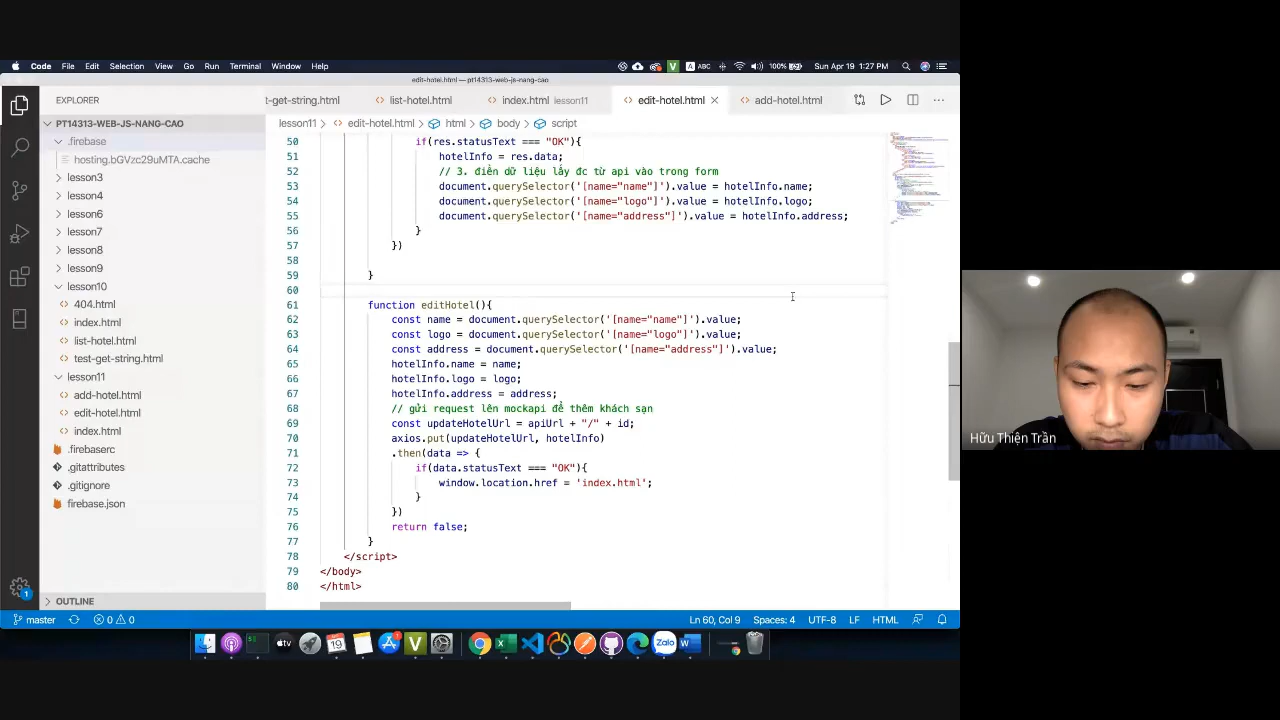 Code File Edit Selection View Go Run Terminal Window Help
V A ABC 100% Sun Apr 19 1:27 PM
edit-hotel.html — pt14313-web-js-nang-cao
EXPLORER
t-get-string.html list-hotel.html index.html lesson11 edit-hotel.html add-hotel.html
PT14313-WEB-JS-NANG-CAO
lesson11 > edit-hotel.html > html > body > script
.firebase
hosting.bGVzc29uMTA.cache
lesson3
lesson4
lesson6
lesson7
lesson8
lesson9
lesson10
404.html
index.html
list-hotel.html
test-get-string.html
lesson11
add-hotel.html
edit-hotel.html
index.html
.firebaserc
.gitattributes
.gitignore
firebase.json
OUTLINE
50 if(res.statusText === "OK"){
51 hotelInfo = res.data;
52 // 3. điền dữ liệu lấy đc từ api vào trong form
53 document.querySelector('[name="name"]').value = hotelInfo.name;
54 document.querySelector('[name="logo"]').value = hotelInfo.logo;
55 document.querySelector('[name="address"]').value = hotelInfo.address;
56 }
57 })
58
59 }
60
61 function editHotel(){
62 const name = document.querySelector('[name="name"]').value;
63 const logo = document.querySelector('[name="logo"]').value;
64 const address = document.querySelector('[name="address"]').value;
65 hotelInfo.name = name;
66 hotelInfo.logo = logo;
67 hotelInfo.address = address;
68 // gửi request lên mockapi để thêm khách sạn
69 const updateHotelUrl = apiUrl + "/" + id;
70 axios.put(updateHotelUrl, hotelInfo)
71 .then(data => {
72 if(data.statusText === "OK"){
73 window.location.href = 'index.html';
74 }
75 })
76 return false;
77 }
78 </script>
79 </body>
80 </html>
master 0 0 Ln 60, Col 9 Spaces: 4 UTF-8 LF HTML
1
tv 19 1 V Zalo W
Hữu Thiện Trần